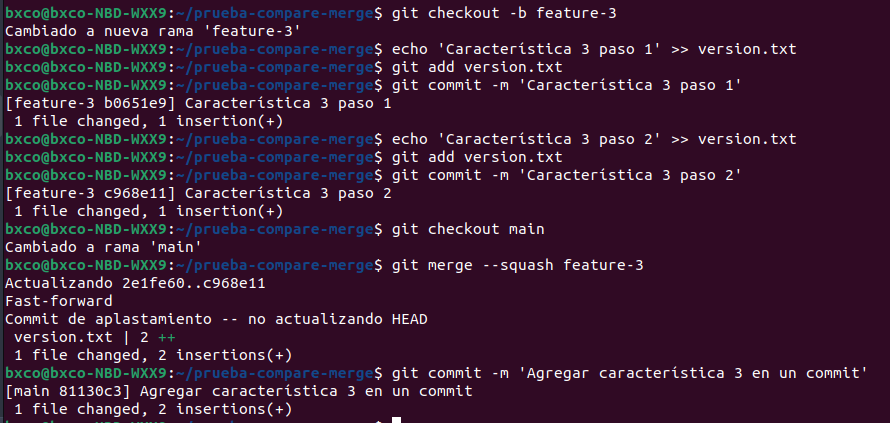 bxco@bxco-NBD-WXX9:~/prueba-compare-merge$ git checkout -b feature-3
Cambiado a nueva rama 'feature-3'
bxco@bxco-NBD-WXX9:~/prueba-compare-merge$ echo 'Característica 3 paso 1' >> version.txt
bxco@bxco-NBD-WXX9:~/prueba-compare-merge$ git add version.txt
bxco@bxco-NBD-WXX9:~/prueba-compare-merge$ git commit -m 'Característica 3 paso 1'
[feature-3 b0651e9] Característica 3 paso 1
 1 file changed, 1 insertion(+)
bxco@bxco-NBD-WXX9:~/prueba-compare-merge$ echo 'Característica 3 paso 2' >> version.txt
bxco@bxco-NBD-WXX9:~/prueba-compare-merge$ git add version.txt
bxco@bxco-NBD-WXX9:~/prueba-compare-merge$ git commit -m 'Característica 3 paso 2'
[feature-3 c968e11] Característica 3 paso 2
 1 file changed, 1 insertion(+)
bxco@bxco-NBD-WXX9:~/prueba-compare-merge$ git checkout main
Cambiado a rama 'main'
bxco@bxco-NBD-WXX9:~/prueba-compare-merge$ git merge --squash feature-3
Actualizando 2e1fe60..c968e11
Fast-forward
Commit de aplastamiento -- no actualizando HEAD
 version.txt | 2 ++
 1 file changed, 2 insertions(+)
bxco@bxco-NBD-WXX9:~/prueba-compare-merge$ git commit -m 'Agregar característica 3 en un commit'
[main 81130c3] Agregar característica 3 en un commit
 1 file changed, 2 insertions(+)
bxco@bxco-NBD-WXX9:~/prueba-compare-merge$